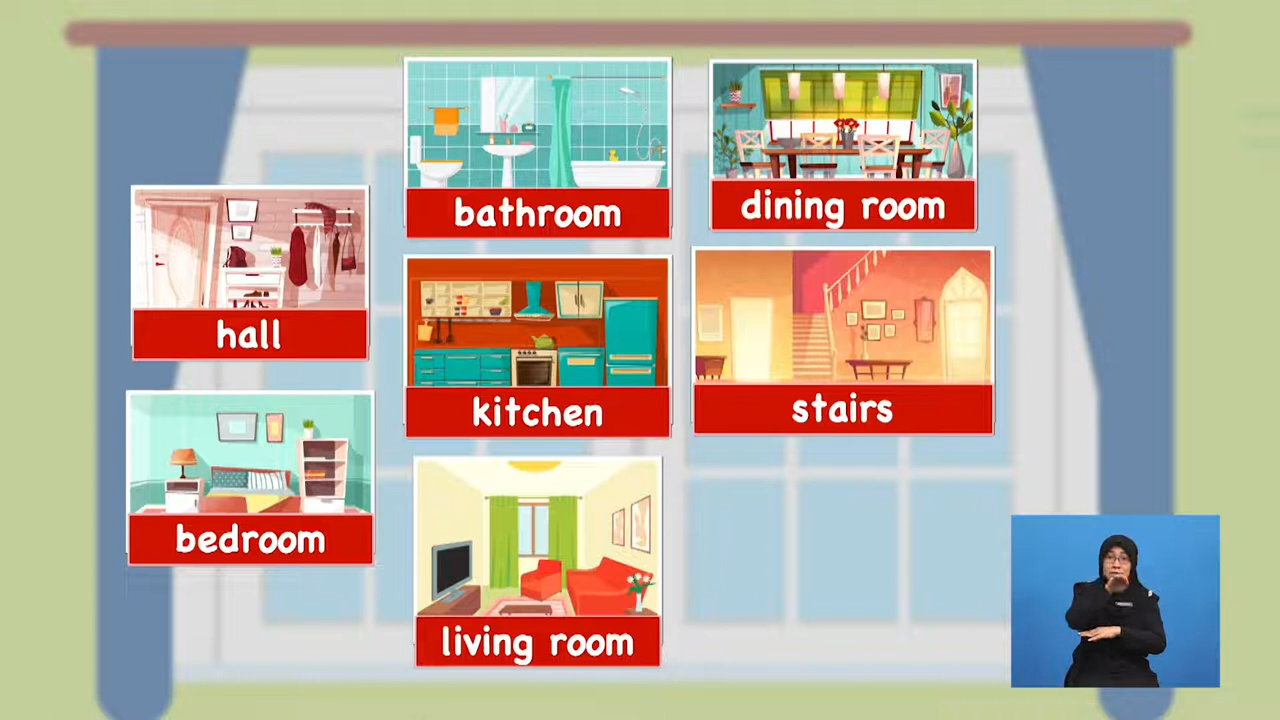 bathroom
dining room
hall
kitchen
stairs
bedroom
living room